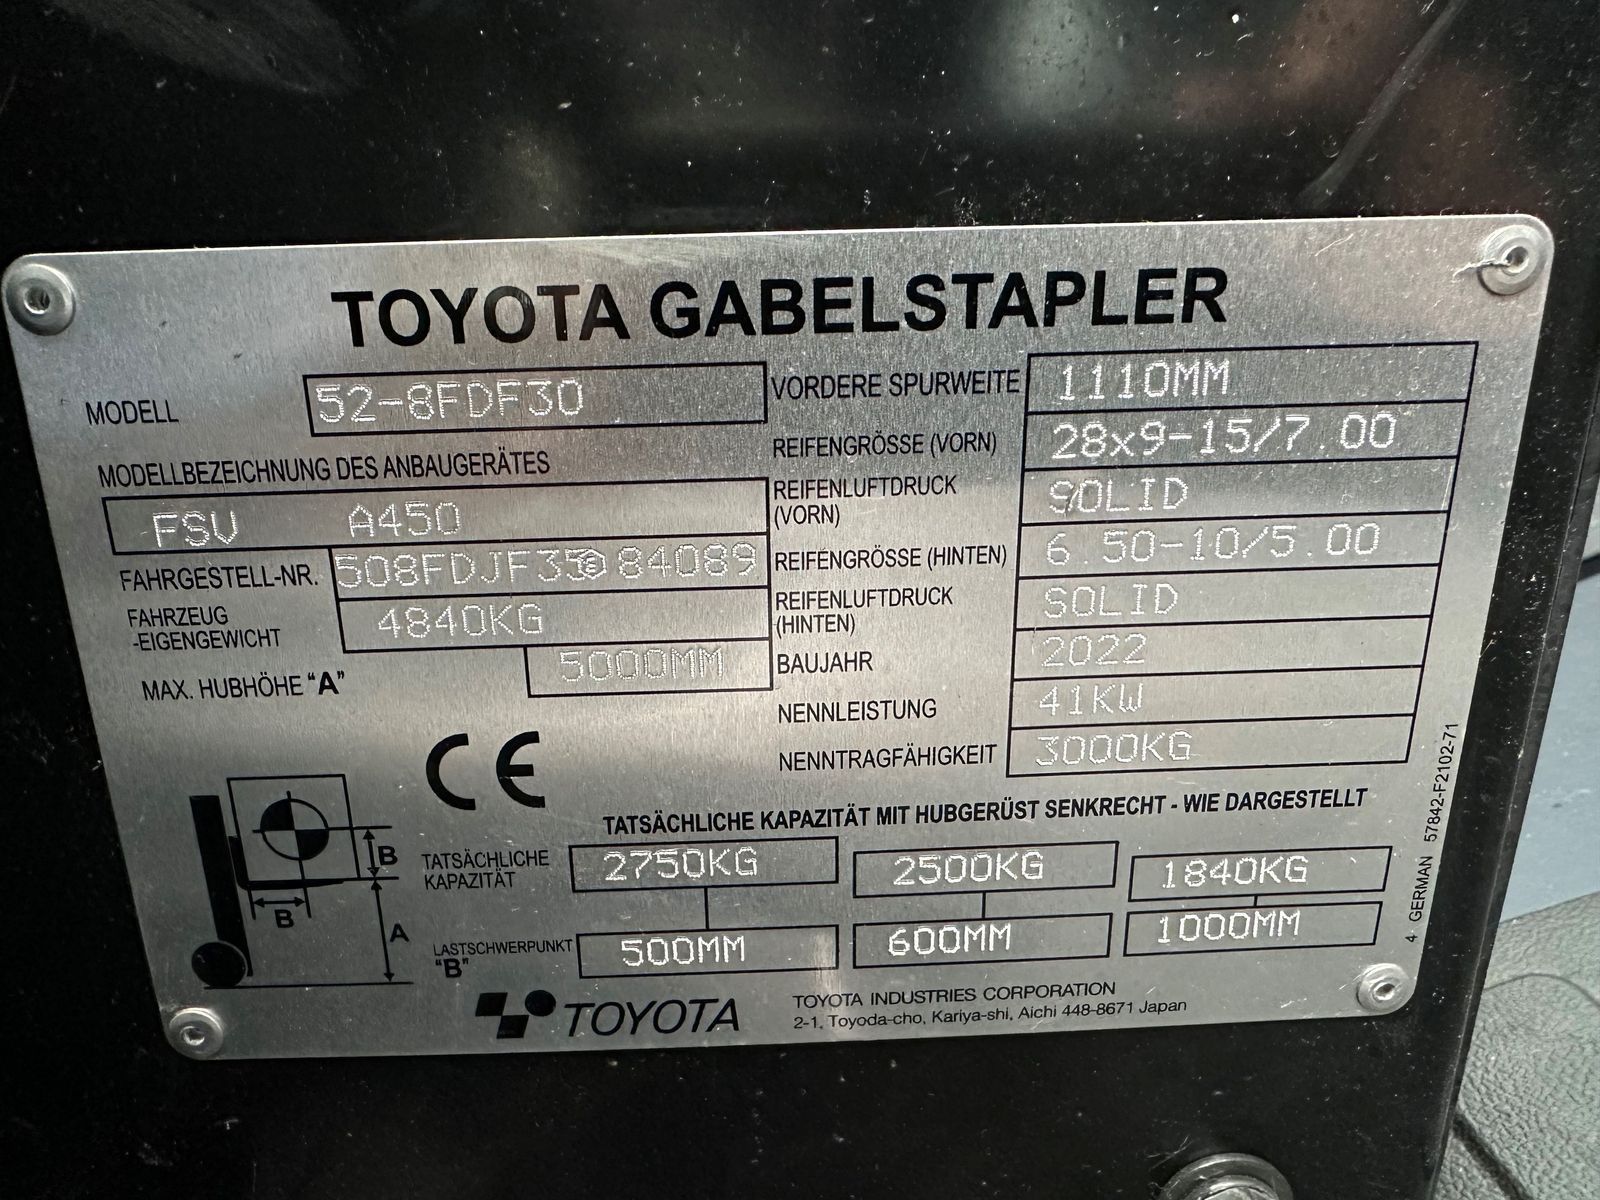 TOYOTA GABELSTAPLER
MODELL 52-8FDF30
MODELLBEZEICHNUNG DES ANBAUGERÄTES
FSV A450
FAHRGESTELL-NR. 508FDJF35 84089
FAHRZEUG
-EIGENGEWICHT 4840KG
MAX. HUBHÖHE "A" 5000MM
VORDERE SPURWEITE 1110MM
REIFENGRÖSSE (VORN) 28x9-15/7.00
REIFENLUFTDRUCK
(VORN) SOLID
REIFENGRÖSSE (HINTEN) 6.50-10/5.00
REIFENLUFTDRUCK
(HINTEN) SOLID
BAUJAHR 2022
NENNLEISTUNG 41KW
NENNTRAGFÄHIGKEIT 3000KG
CE
TATSÄCHLICHE KAPAZITÄT MIT HUBGERÜST SENKRECHT - WIE DARGESTELLT
B
B
A
TATSÄCHLICHE
KAPAZITÄT 2750KG 2500KG 1840KG
LASTSCHWERPUNKT
"B" 500MM 600MM 1000MM
TOYOTA
TOYOTA INDUSTRIES CORPORATION
2-1, Toyoda-cho, Kariya-shi, Aichi 448-8671 Japan
4 GERMAN 57842-F2102-71